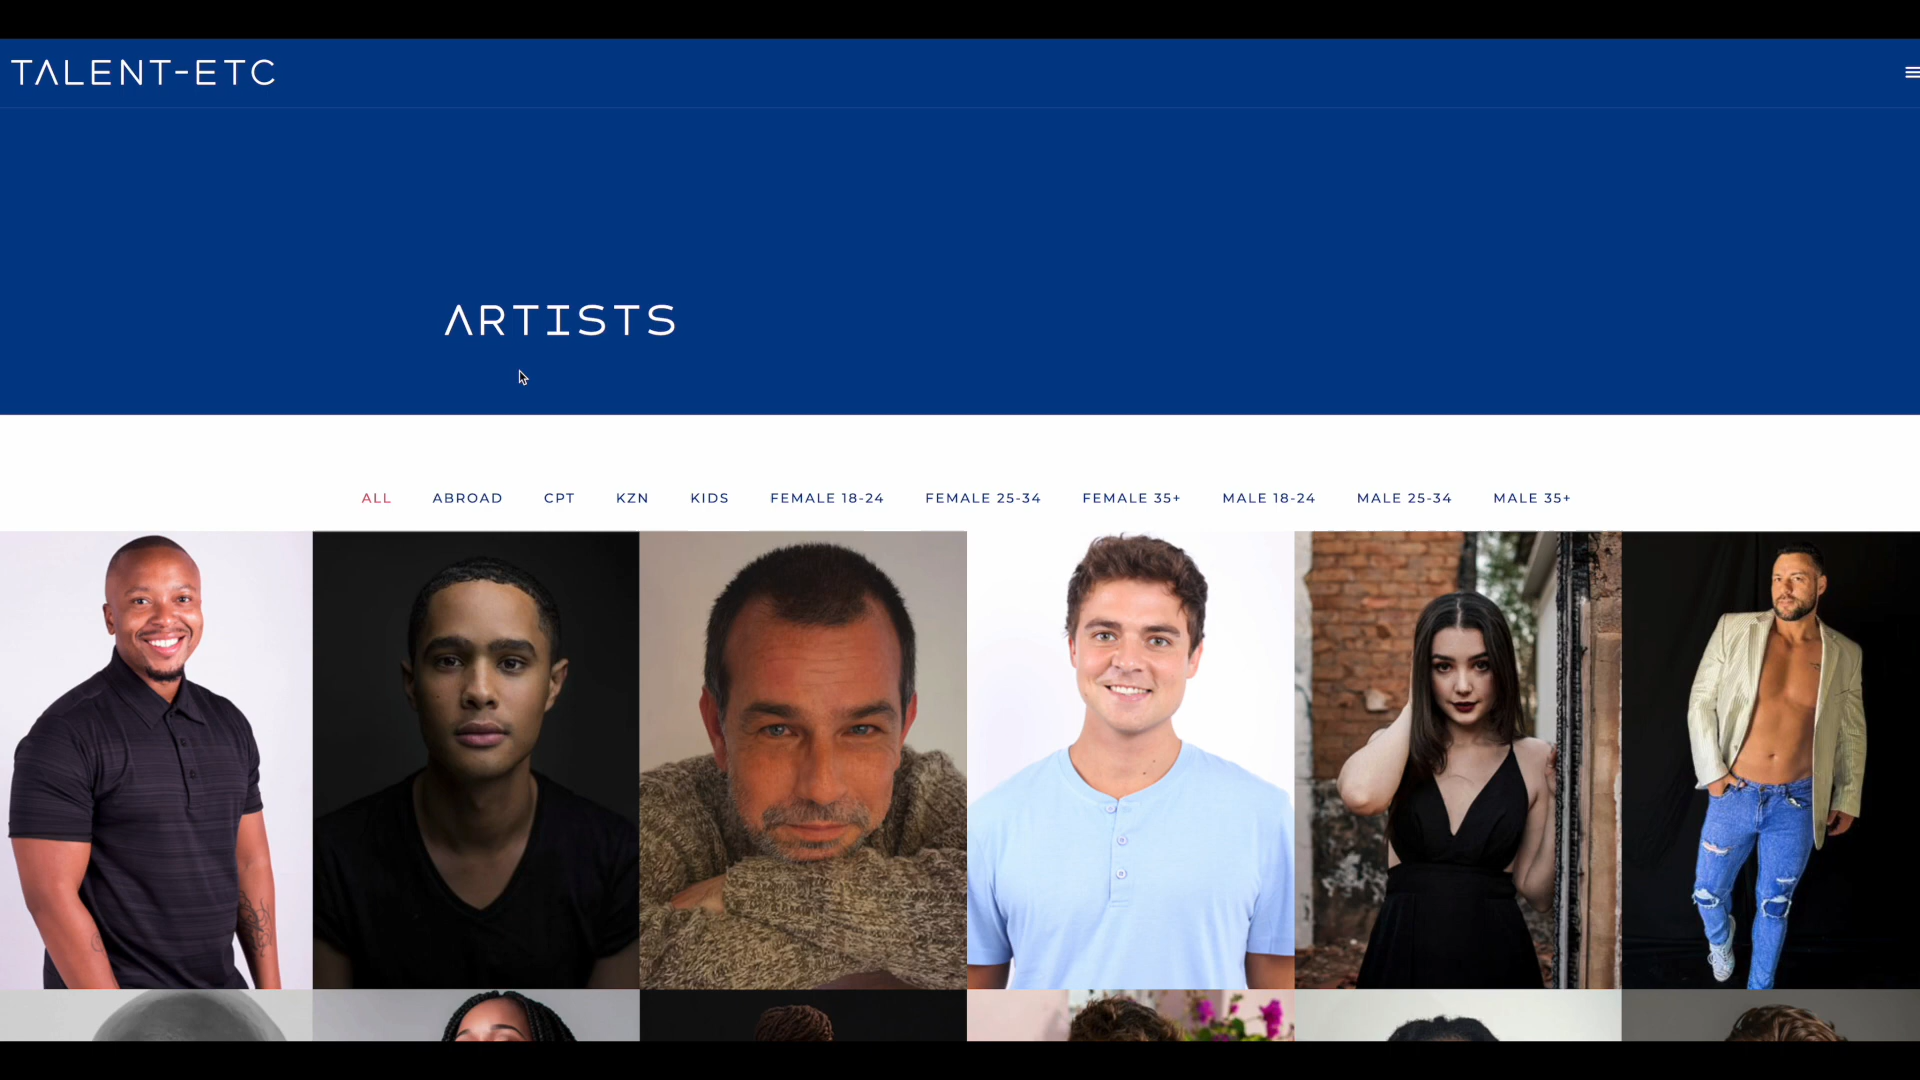 TALENT-ETC
ARTISTS
ALL ABROAD CPT KZN KIDS FEMALE 18-24 FEMALE 25-34 FEMALE 35+ MALE 18-24 MALE 25-34 MALE 35+